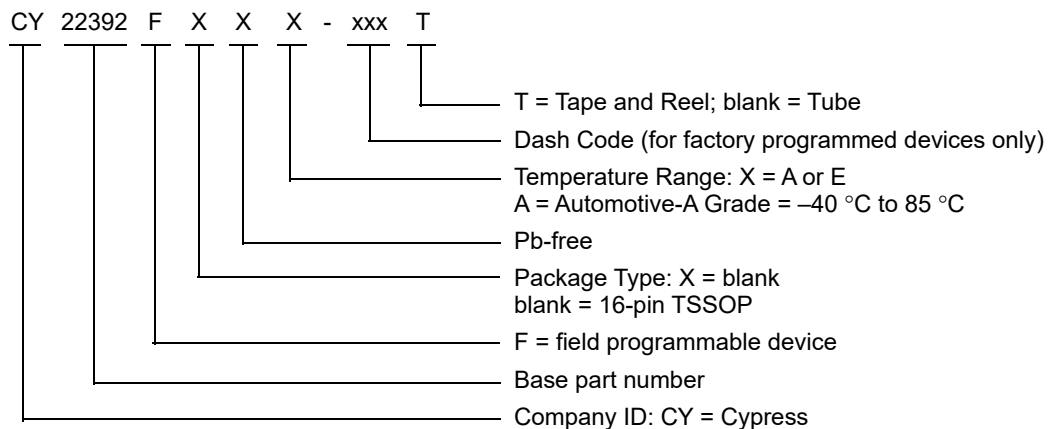 CY 22392 F X X X - xxx T
T = Tape and Reel; blank = Tube
Dash Code (for factory programmed devices only)
Temperature Range: X = A or E
A = Automotive-A Grade = –40 °C to 85 °C
Pb-free
Package Type: X = blank
blank = 16-pin TSSOP
F = field programmable device
Base part number
Company ID: CY = Cypress